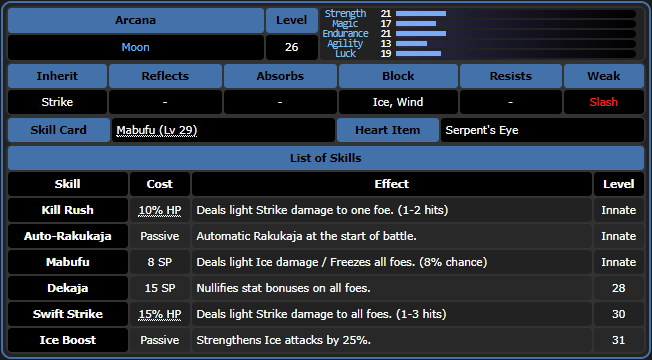 Arcana Level
Moon 26
Strength 21
Magic 17
Endurance 21
Agility 13
Luck 19
Inherit Reflects Absorbs Block Resists Weak
Strike - - Ice, Wind - Slash
Skill Card Mabufu (Lv 29) Heart Item Serpent's Eye
List of Skills
Skill Cost Effect Level
Kill Rush 10% HP Deals light Strike damage to one foe. (1-2 hits) Innate
Auto-Rakukaja Passive Automatic Rakukaja at the start of battle. Innate
Mabufu 8 SP Deals light Ice damage / Freezes all foes. (8% chance) Innate
Dekaja 15 SP Nullifies stat bonuses on all foes. 28
Swift Strike 15% HP Deals light Strike damage to all foes. (1-3 hits) 30
Ice Boost Passive Strengthens Ice attacks by 25%. 31